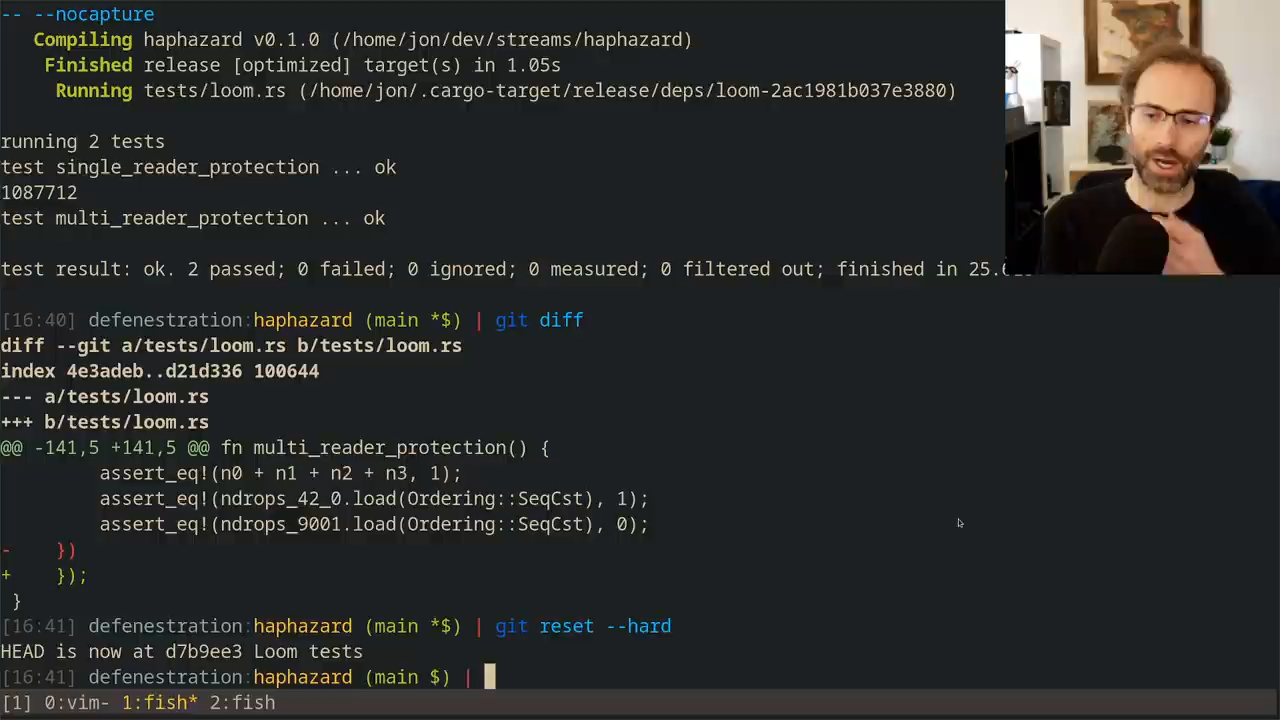 -- --nocapture
Compiling haphazard v0.1.0 (/home/jon/dev/streams/haphazard)
Finished release [optimized] target(s) in 1.05s
Running tests/loom.rs (/home/jon/.cargo-target/release/deps/loom-2ac1981b037e3880)
running 2 tests
test single_reader_protection ... ok
1087712
test multi_reader_protection ... ok
test result: ok. 2 passed; 0 failed; 0 ignored; 0 measured; 0 filtered out; finished in
[16:40] defenestration:haphazard (main *$) | git diff
diff --git a/tests/loom.rs b/tests/loom.rs
index 4e3adeb..d21d336 100644
--- a/tests/loom.rs
+++ b/tests/loom.rs
@@ -141,5 +141,5 @@ fn multi_reader_protection() {
assert_eq!(n0 + n1 + n2 + n3, 1);
assert_eq!(ndrops_42_0.load(Ordering::SeqCst), 1);
assert_eq!(ndrops_9001.load(Ordering::SeqCst), 0);
- })
+ });
}
[16:41] defenestration:haphazard (main *$) | git reset --hard
HEAD is now at d7b9ee3 Loom tests
[16:41] defenestration:haphazard (main $) |
[1] 0:vim- 1:fish* 2:fish